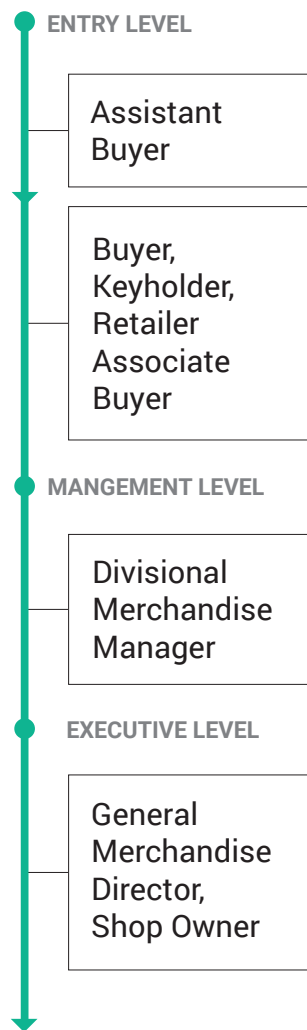 ENTRY LEVEL
Assistant
Buyer
Buyer,
Keyholder,
Retailer
Associate
Buyer
MANGEMENT LEVEL
Divisional
Merchandise
Manager
EXECUTIVE LEVEL
General
Merchandise
Director,
Shop Owner